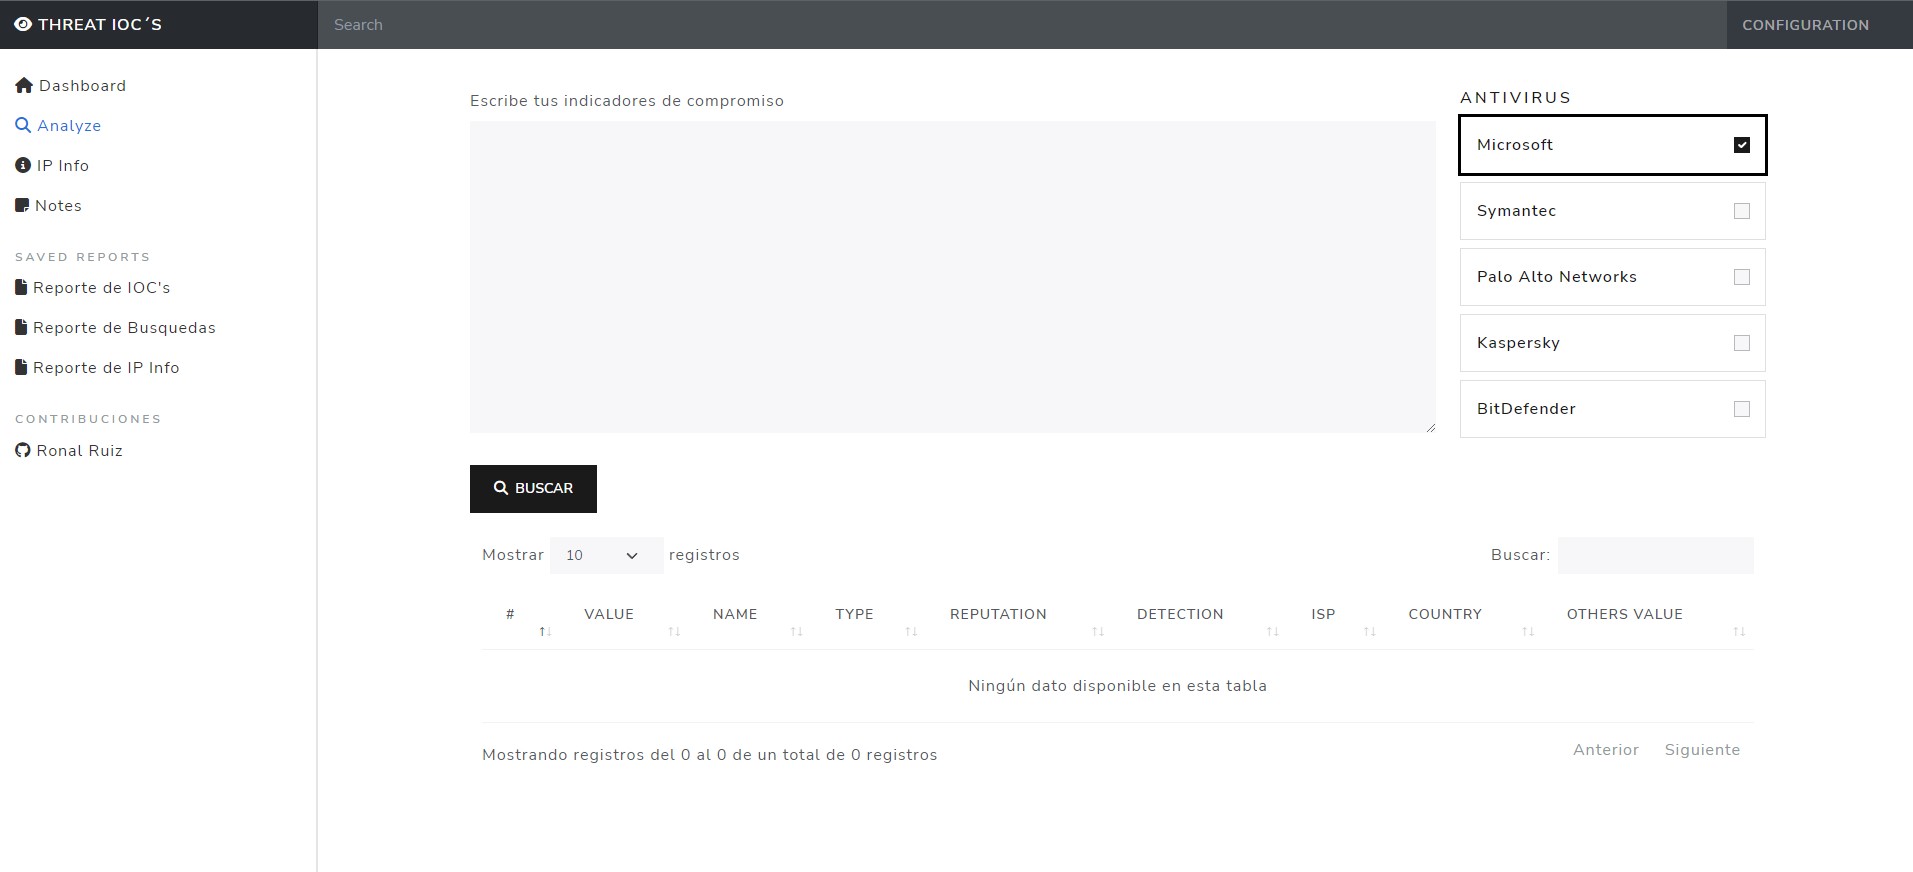 THREAT IOC´S
Search
CONFIGURATION
Dashboard
Analyze
IP Info
Notes
SAVED REPORTS
Reporte de IOC's
Reporte de Busquedas
Reporte de IP Info
CONTRIBUCIONES
Ronal Ruiz
Escribe tus indicadores de compromiso
ANTIVIRUS
Microsoft
Symantec
Palo Alto Networks
Kaspersky
BitDefender
BUSCAR
Mostrar 10 registros
Buscar:
# VALUE NAME TYPE REPUTATION DETECTION ISP COUNTRY OTHERS VALUE
Ningún dato disponible en esta tabla
Mostrando registros del 0 al 0 de un total de 0 registros
Anterior Siguiente